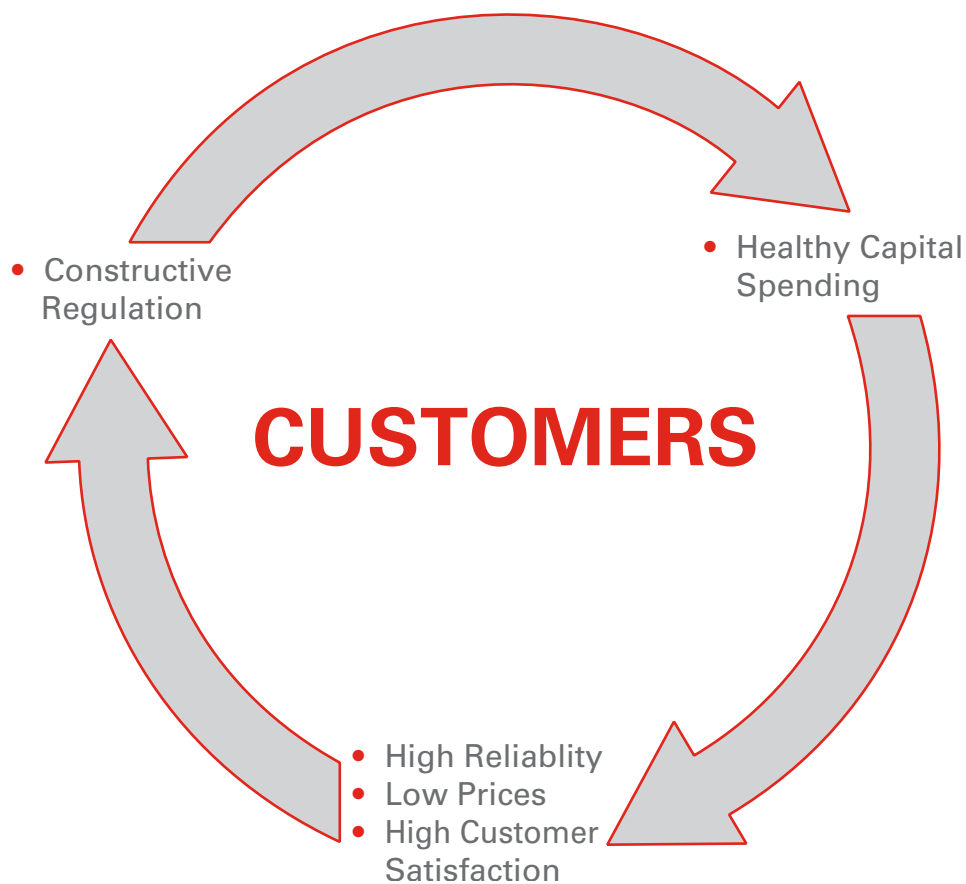 • Constructive
Regulation
• Healthy Capital
Spending
CUSTOMERS
• High Reliablity
• Low Prices
• High Customer
Satisfaction